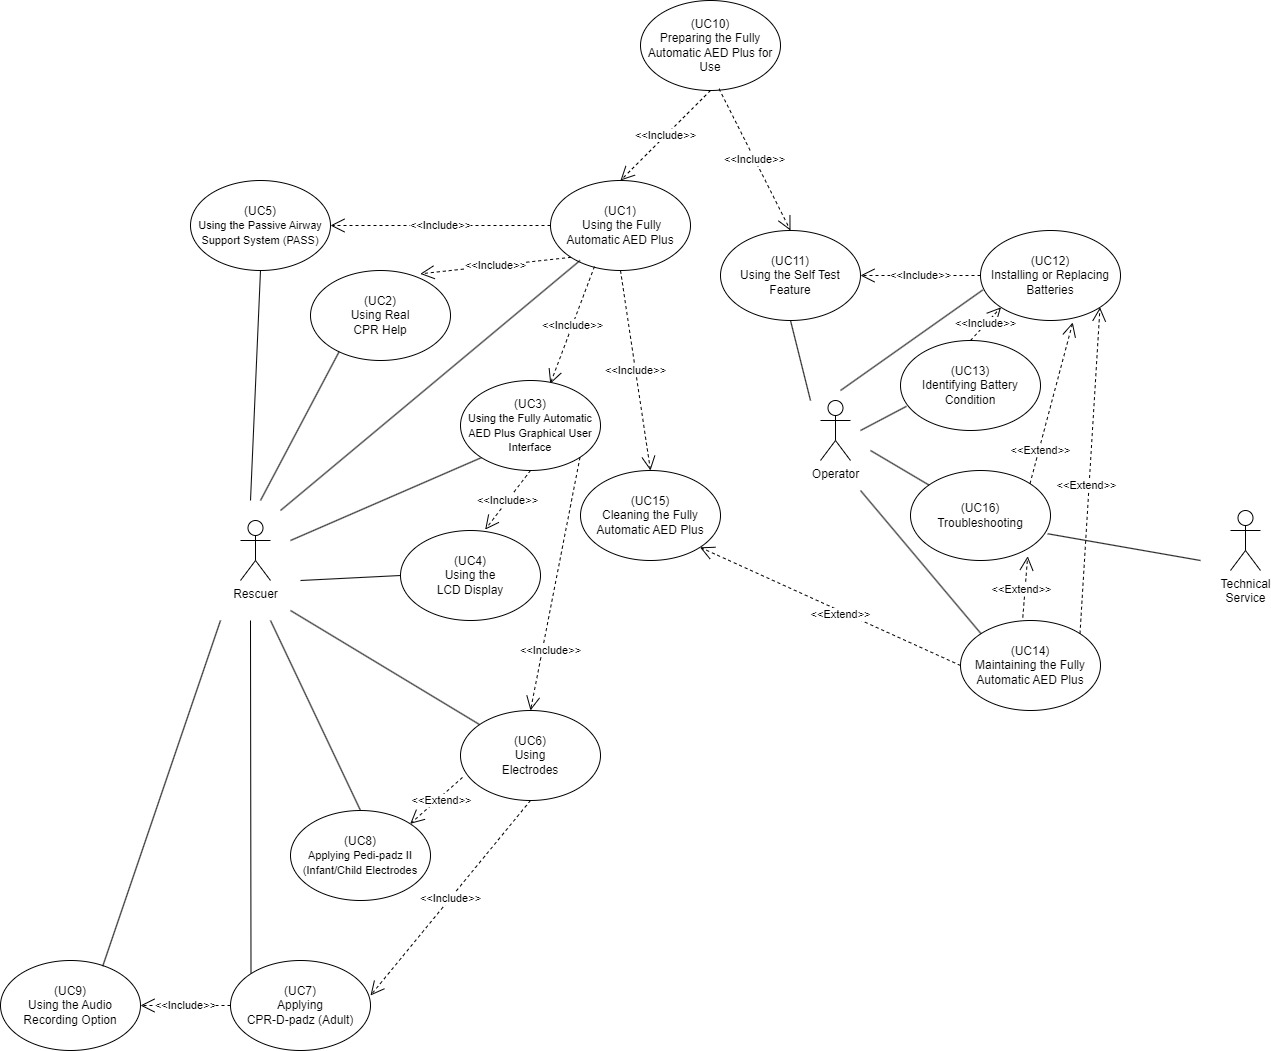 (UC10)
Preparing the Fully
Automatic AED Plus for
Use
<<Include>>
<<Include>>
(UC5)
Using the Passive Airway
Support System (PASS)
<<Include>>
(UC1)
Using the Fully
Automatic AED Plus
(UC11)
Using the Self Test
Feature
<<Include>>
(UC12)
Installing or Replacing
Batteries
<<Include>>
(UC2)
Using Real
CPR Help
<<Include>>
<<Include>>
<<Include>>
(UC13)
Identifying Battery
Condition
(UC3)
Using the Fully Automatic
AED Plus Graphical User
Interface
Operator
<<Extend>>
<<Extend>>
<<Include>>
(UC15)
Cleaning the Fully
Automatic AED Plus
(UC16)
Troubleshooting
Rescuer
(UC4)
Using the
LCD Display
Technical
Service
<<Extend>>
<<Extend>>
<<Include>>
(UC14)
Maintaining the Fully
Automatic AED Plus
(UC6)
Using
Electrodes
<<Extend>>
(UC8)
Applying Pedi-padz II
(Infant/Child Electrodes
<<Include>>
(UC9)
Using the Audio
Recording Option
<<Include>>
(UC7)
Applying
CPR-D-padz (Adult)